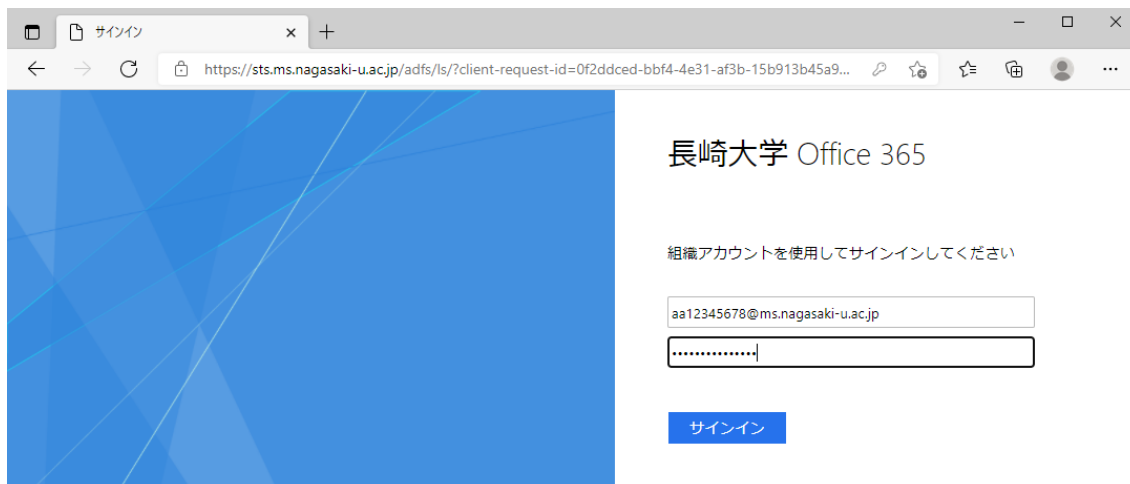 サインイン
https://sts.ms.nagasaki-u.ac.jp/adfs/ls/?client-request-id=0f2ddced-bbf4-4e31-af3b-15b913b45a9...
長崎大学 Office 365
組織アカウントを使用してサインインしてください
aa12345678@ms.nagasaki-u.ac.jp
•••••••••••••••
サインイン